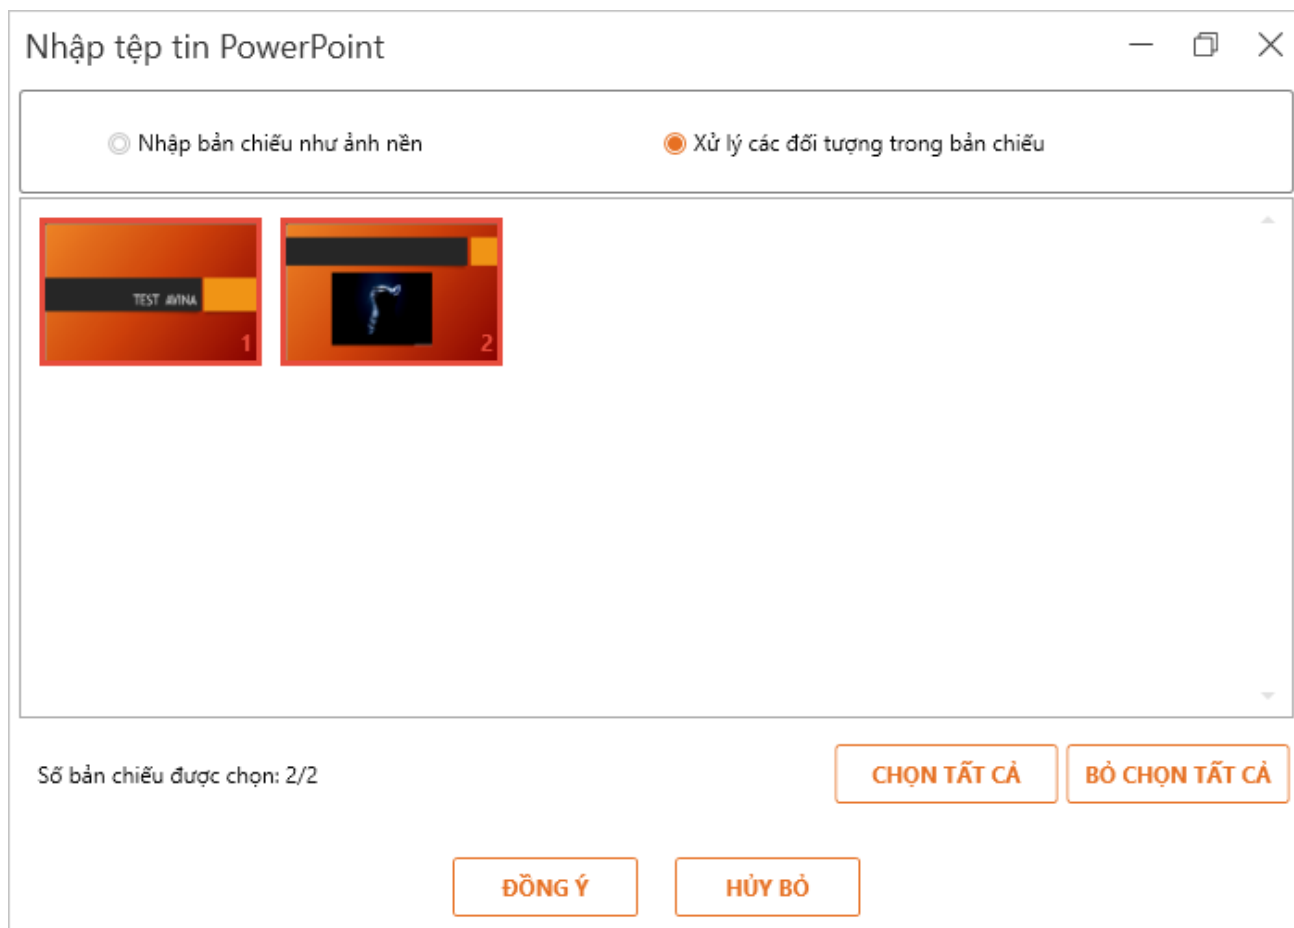 Nhập tệp tin PowerPoint
Nhập bản chiếu như ảnh nền
Xử lý các đối tượng trong bản chiếu
TEST AVINA
1
2
Số bản chiếu được chọn: 2/2
CHỌN TẤT CẢ
BỎ CHỌN TẤT CẢ
ĐỒNG Ý
HỦY BỎ